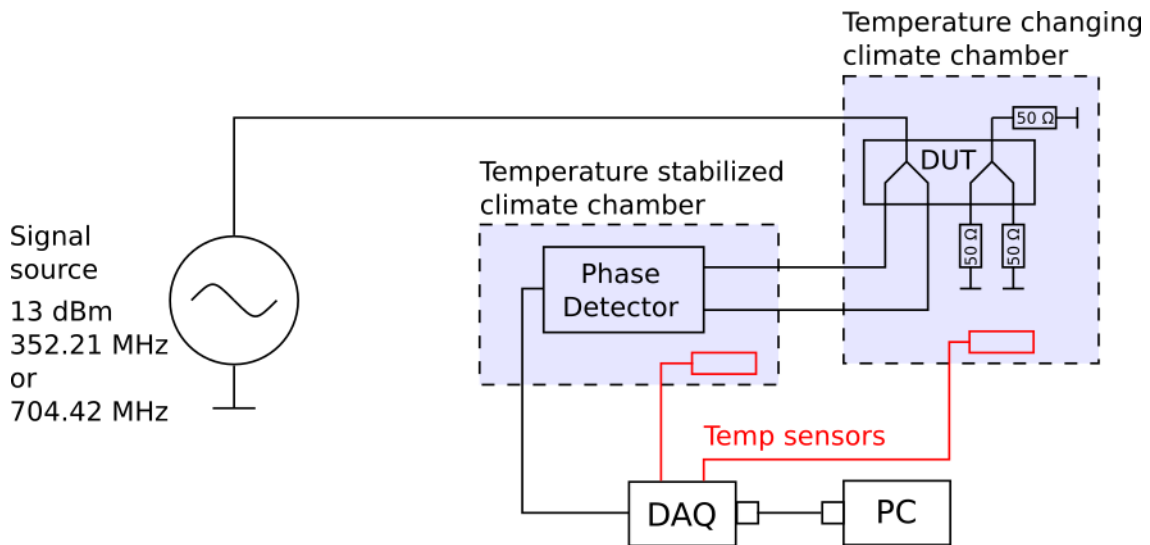 Temperature changing
climate chamber
50 Ω
DUT
Temperature stabilized
climate chamber
50 Ω
50 Ω
Signal
source
13 dBm
352.21 MHz
or
704.42 MHz
Phase
Detector
Temp sensors
DAQ
PC